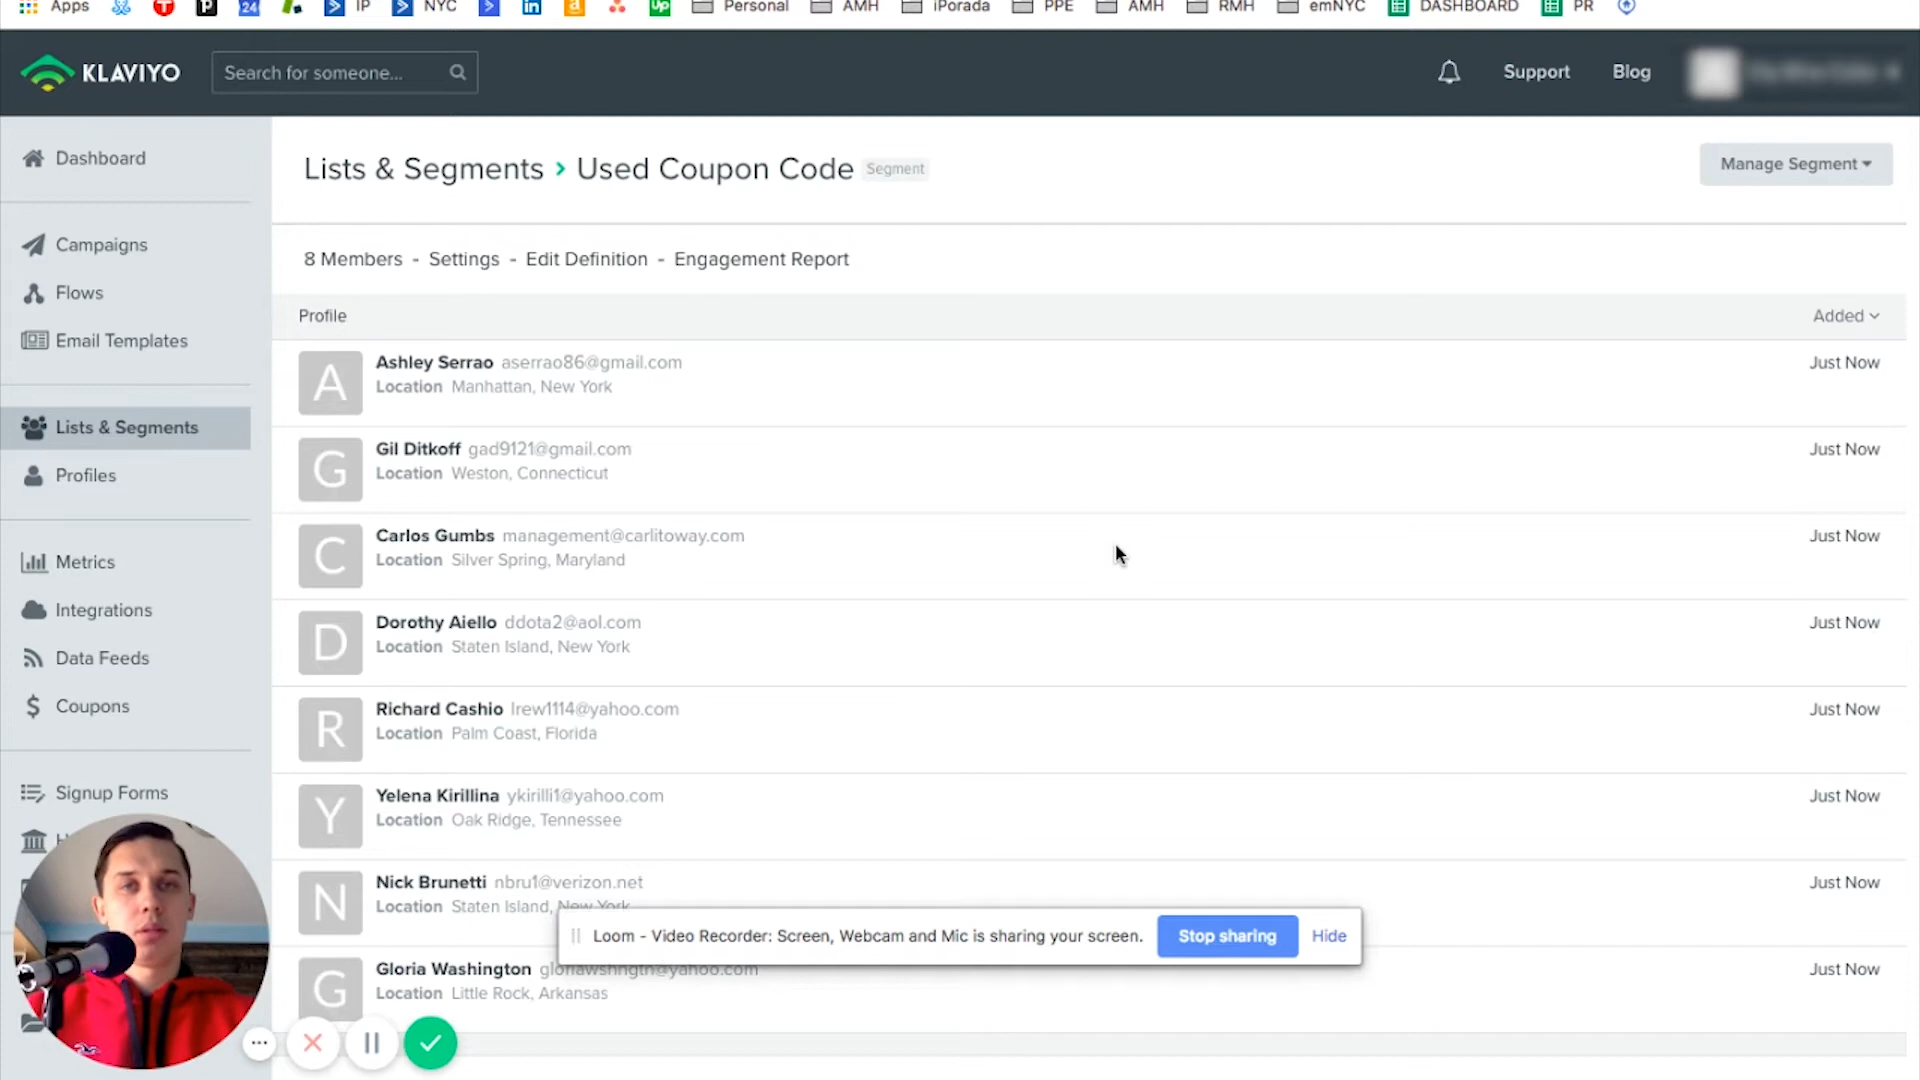 Apps
24
IP
NYC
Up
Personal
AMH
iPorada
PPE
AMH
RMH
emNYC
DASHBOARD
PR
KLAVIYO
Search for someone...
Support
Blog
Dashboard
Campaigns
Flows
Email Templates
Lists & Segments
Profiles
Metrics
Integrations
Data Feeds
Coupons
Signup Forms
Lists & Segments › Used Coupon Code Segment
Manage Segment
8 Members - Settings - Edit Definition - Engagement Report
Profile Added
A
Ashley Serrao aserrao86@gmail.com Just Now
Location Manhattan, New York
G
Gil Ditkoff gad9121@gmail.com Just Now
Location Weston, Connecticut
C
Carlos Gumbs management@carlitoway.com Just Now
Location Silver Spring, Maryland
D
Dorothy Aiello ddota2@aol.com Just Now
Location Staten Island, New York
R
Richard Cashio lrew1114@yahoo.com Just Now
Location Palm Coast, Florida
Y
Yelena Kirillina ykirilli1@yahoo.com Just Now
Location Oak Ridge, Tennessee
N
Nick Brunetti nbru1@verizon.net Just Now
Location Staten Island, New York
Loom - Video Recorder: Screen, Webcam and Mic is sharing your screen. Stop sharing Hide
G
Gloria Washington gloriawshngtn@yahoo.com Just Now
Location Little Rock, Arkansas